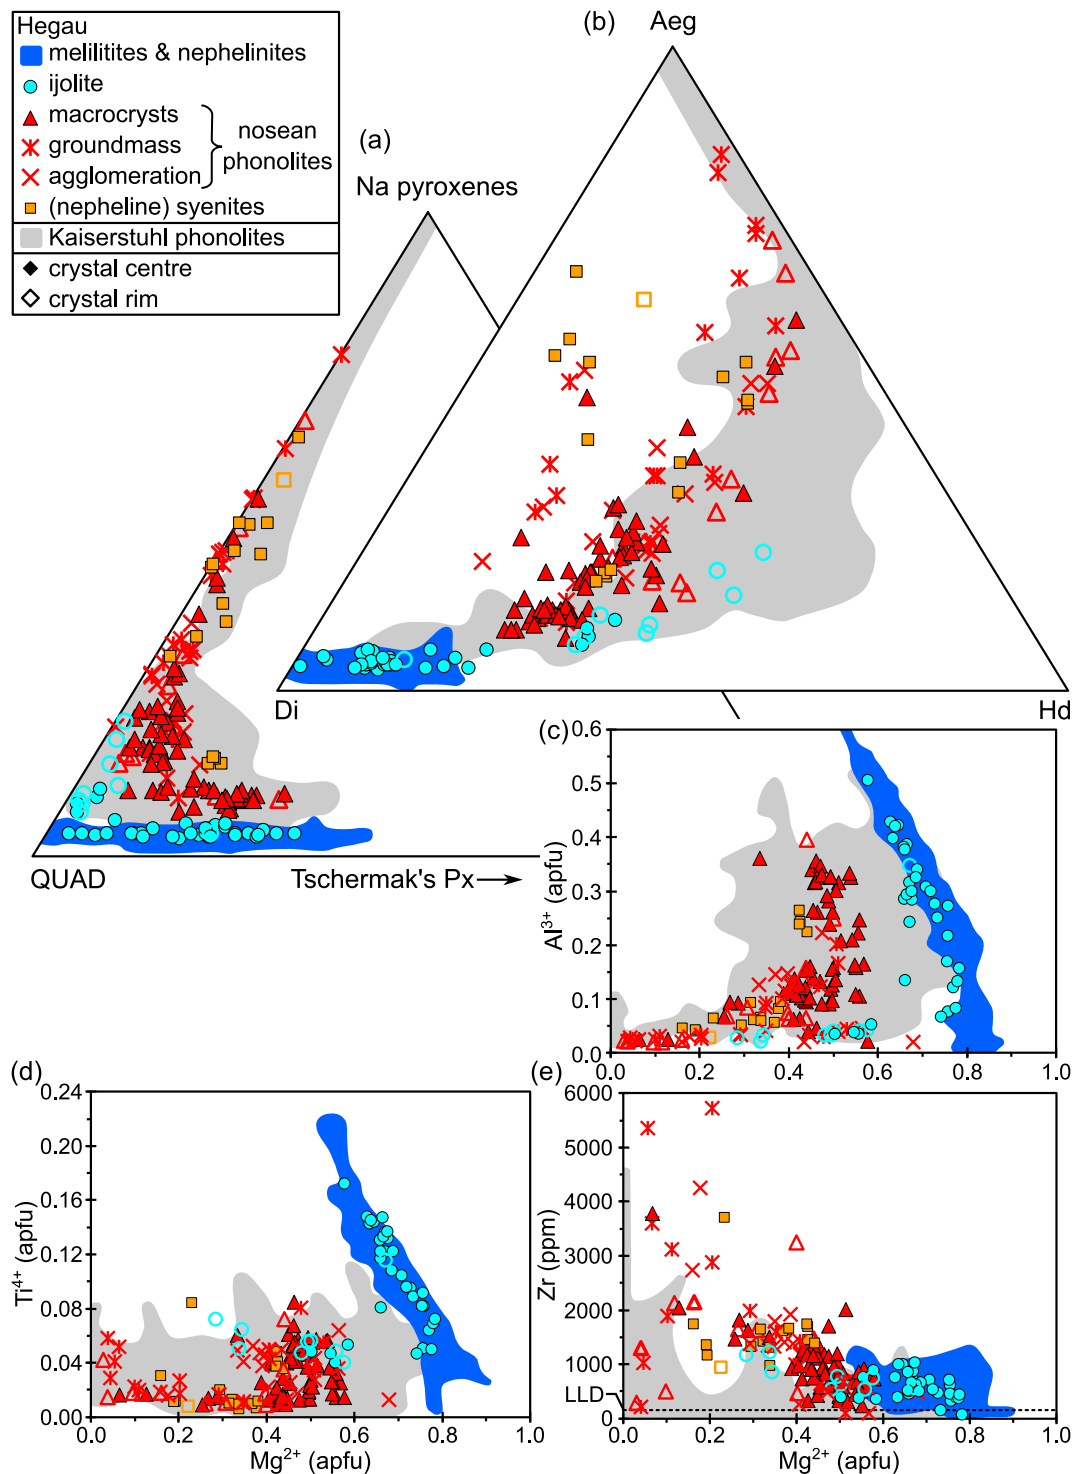 Hegau
melilitites & nephelinites
ijolite
macrocrysts
groundmass
agglomeration
nosean
phonolites
(nepheline) syenites
Kaiserstuhl phonolites
crystal centre
crystal rim
(a)
Na pyroxenes
QUAD
Tschermak's Px
(b)
Aeg
Di
Hd
(c)
Al³⁺ (apfu)
0.6
0.5
0.4
0.3
0.2
0.1
0.0
0.0 0.2 0.4 0.6 0.8 1.0
(d)
Ti⁴⁺ (apfu)
0.24
0.20
0.16
0.12
0.08
0.04
0.00
0.0 0.2 0.4 0.6 0.8 1.0
Mg²⁺ (apfu)
(e)
Zr (ppm)
6000
5000
4000
3000
2000
1000
LLD
0
0.0 0.2 0.4 0.6 0.8 1.0
Mg²⁺ (apfu)